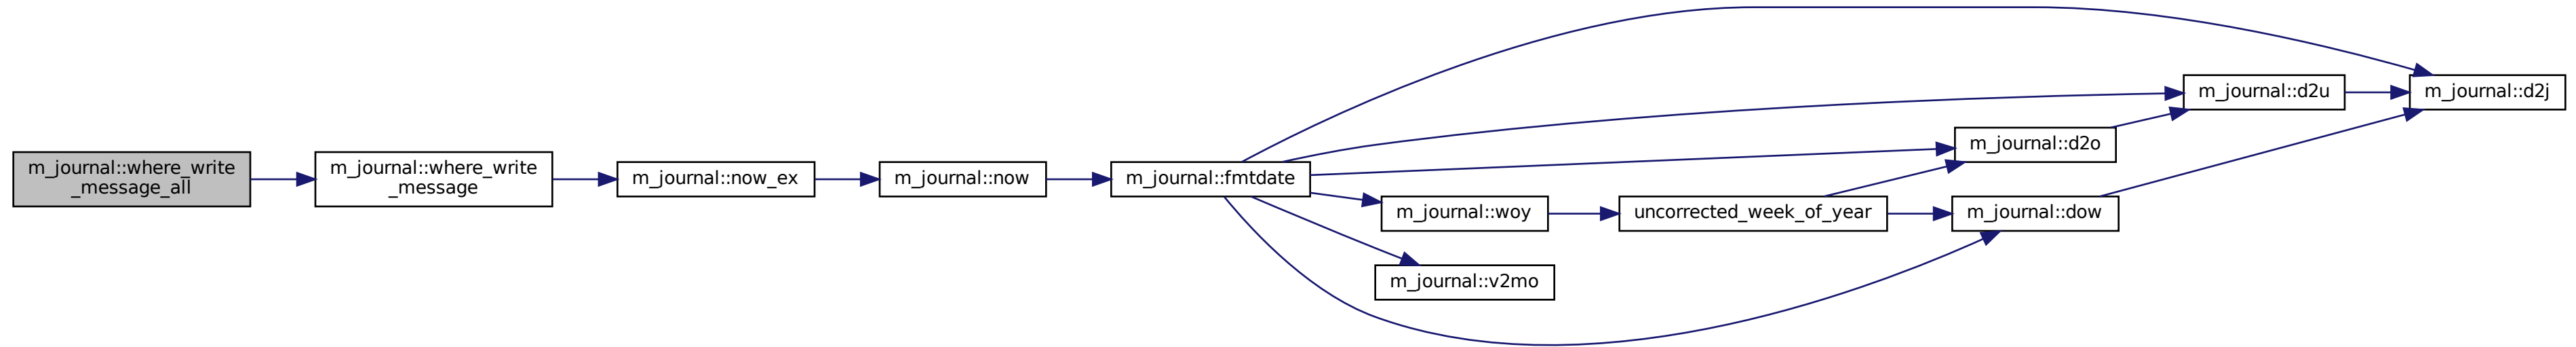 m_journal::where_write
_message_all
m_journal::where_write
_message
m_journal::now_ex
m_journal::now
m_journal::fmtdate
m_journal::woy
m_journal::v2mo
uncorrected_week_of_year
m_journal::d2o
m_journal::dow
m_journal::d2u
m_journal::d2j